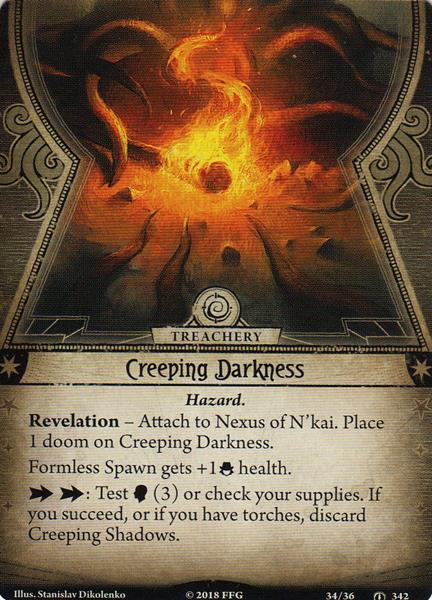 TREACHERY
Creeping Darkness
Hazard.
Revelation – Attach to Nexus of N'kai. Place
1 doom on Creeping Darkness.
Formless Spawn gets +1 health.
: Test (3) or check your supplies. If
you succeed, or if you have torches, discard
Creeping Shadows.
Illus. Stanislav Dikolenko © 2018 FFG 34/36 342